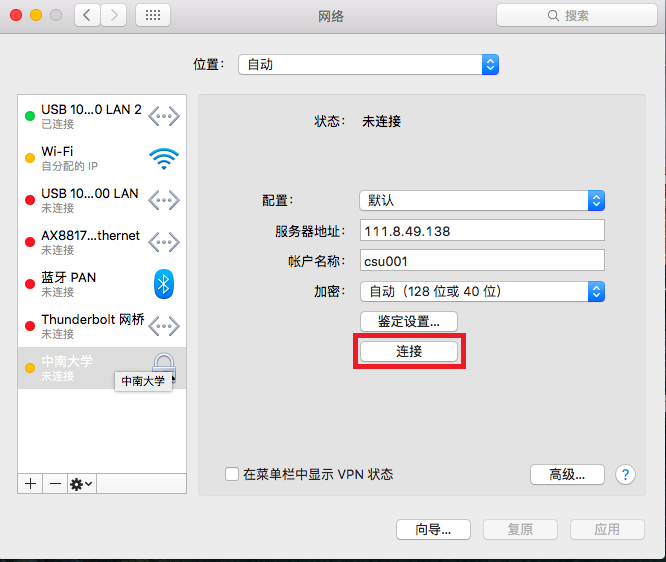 网络
搜索
位置：
自动
USB 10...0 LAN 2
已连接
Wi-Fi
自分配的 IP
USB 10...00 LAN
未连接
AX8817...thernet
未连接
蓝牙 PAN
未连接
Thunderbolt 网桥
未连接
中南大学
未连接
中南大学
状态：
未连接
配置：
默认
服务器地址：
111.8.49.138
帐户名称：
csu001
加密：
自动（128 位或 40 位）
鉴定设置...
连接
在菜单栏中显示 VPN 状态
高级...
?
向导...
复原
应用